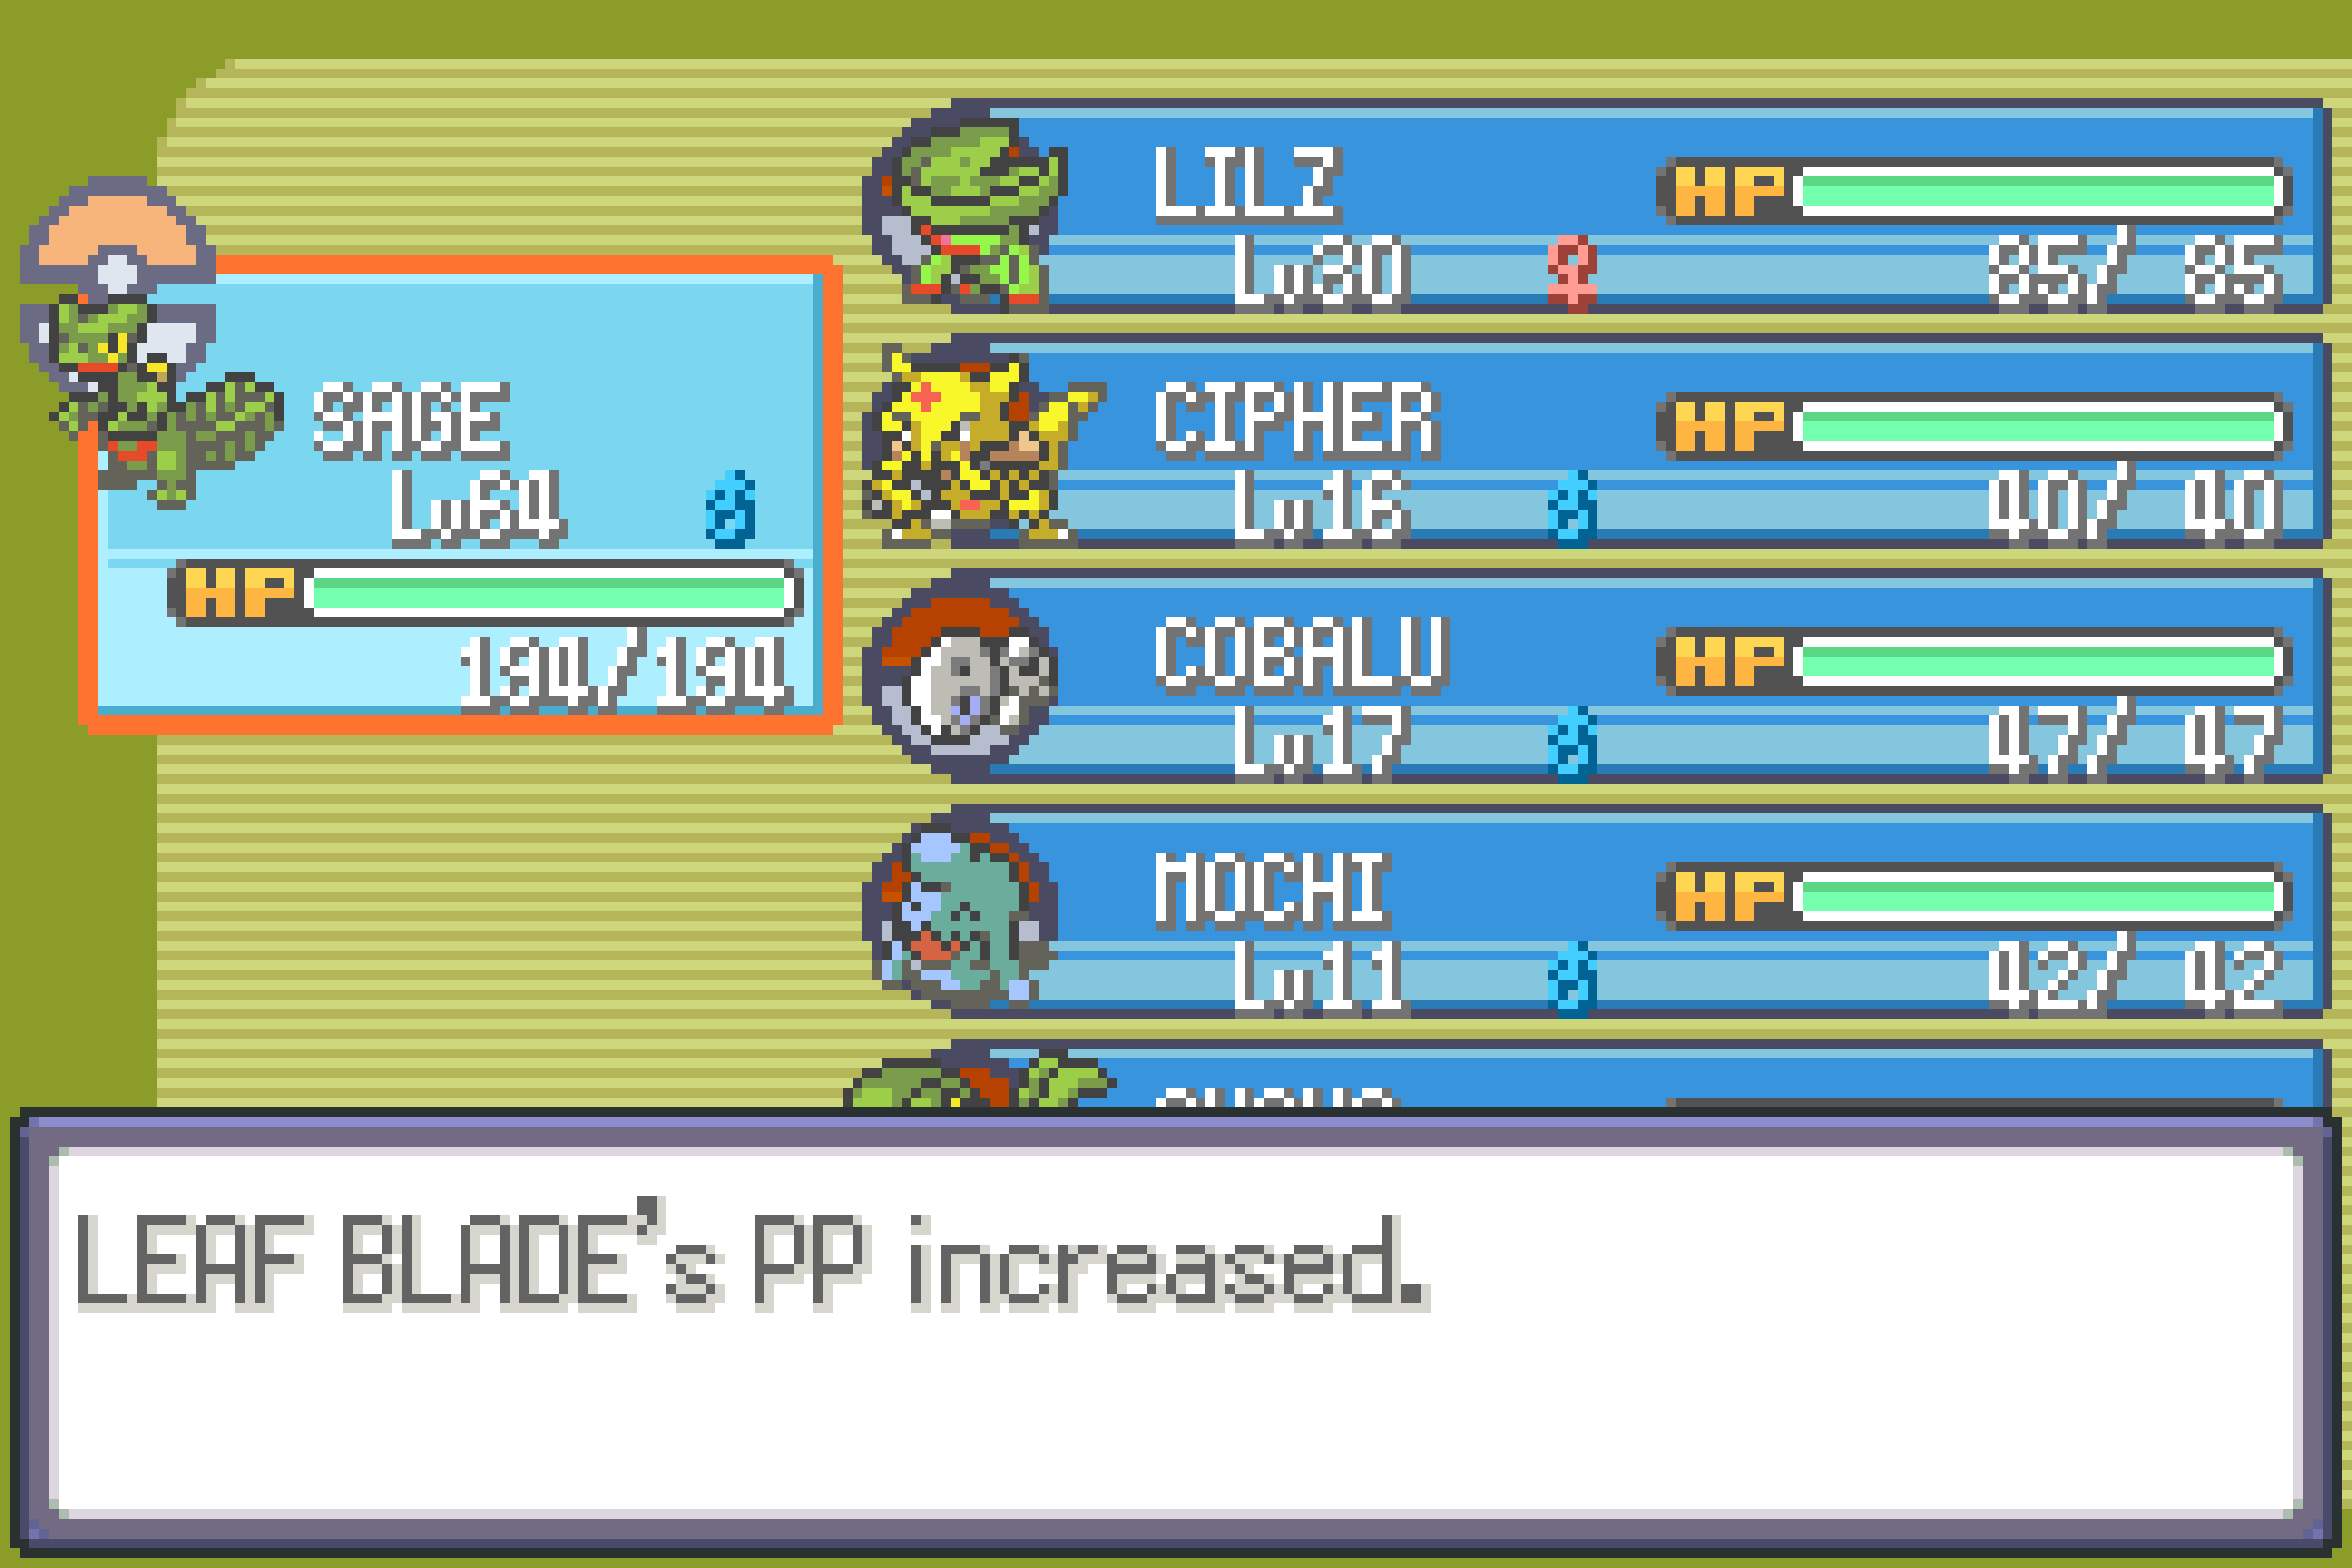 LILZ
Lv30 ♀ 85/ 85
HP
SAGE
Lv64 ♂
HP
194/194
CIPHER
Lv16 ♂ 40/ 40
HP
COBALU
Lv17 ♂ 47/ 47
HP
MOCHI
Lv11 ♂ 42/ 42
HP
LEAF BLADE's PP increased.